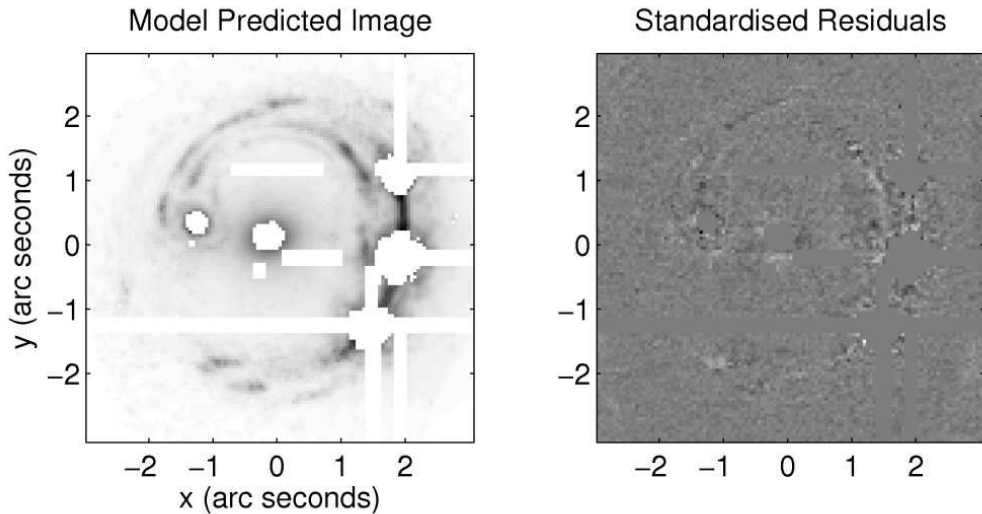 Model Predicted Image
2
1
0
−1
−2
y (arc seconds)
−2 −1 0 1 2
x (arc seconds)
Standardised Residuals
2
1
0
−1
−2
−2 −1 0 1 2